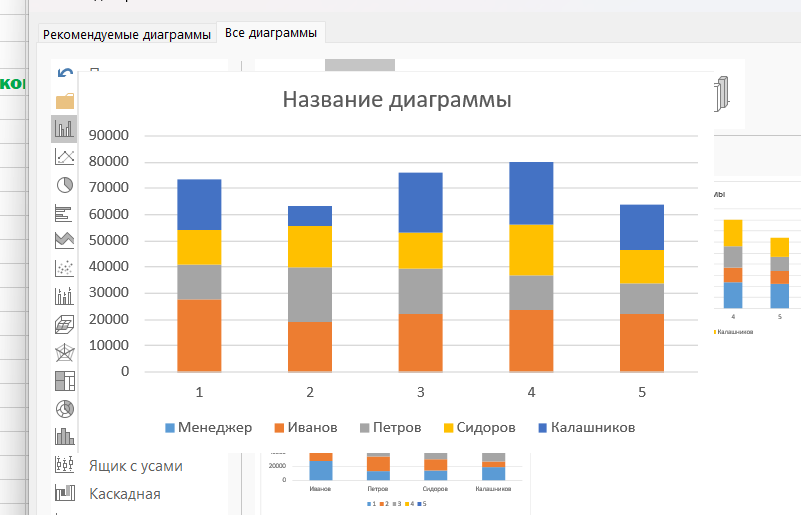 Рекомендуемые диаграммы
Все диаграммы
Название диаграммы
90000
80000
70000
60000
50000
40000
30000
20000
10000
0
1 2 3 4 5
Менеджер Иванов Петров Сидоров Калашников
4 5
Калашников
Ящик с усами
Каскадная
20000
0
Иванов Петров Сидоров Калашников
1 2 3 4 5